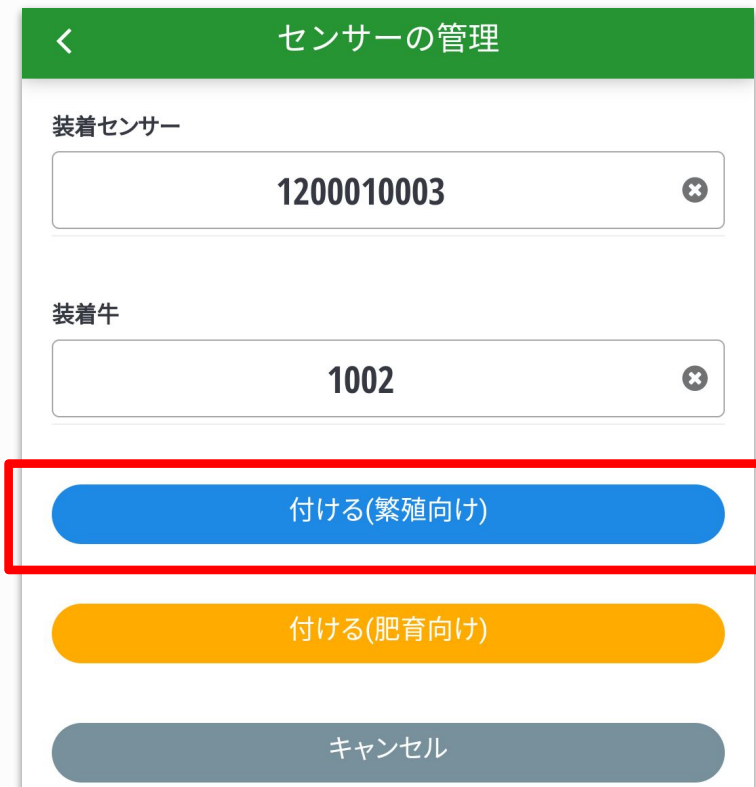 センサーの管理
装着センサー
1200010003
装着牛
1002
付ける(繁殖向け)
付ける(肥育向け)
キャンセル